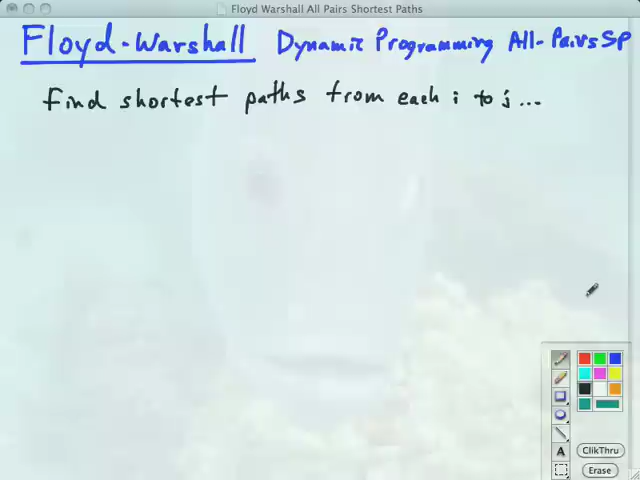 Floyd Warshall All Pairs Shortest Paths
Floyd-Warshall Dynamic Programming All-Pairs SP
find shortest paths from each i to j...
A
ClikThru
Erase